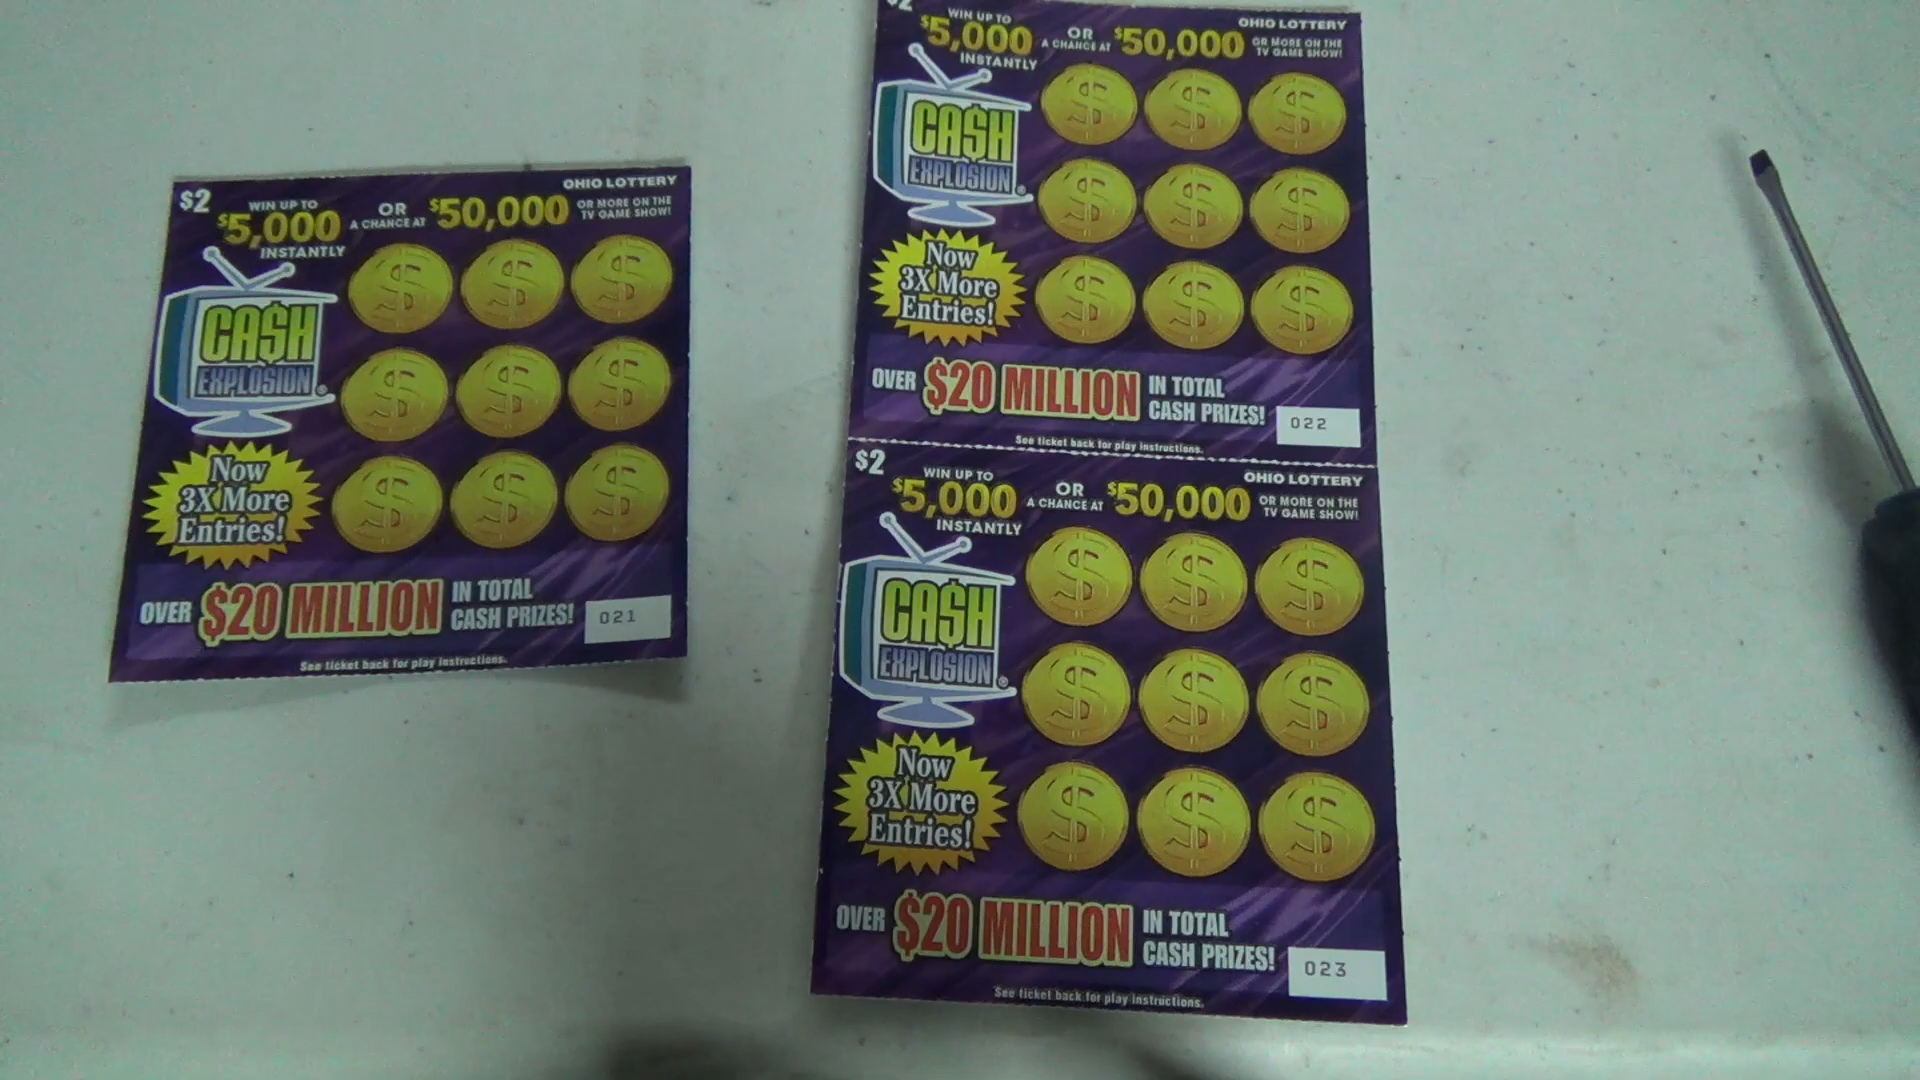 $2
OHIO LOTTERY
WIN UP TO
$5,000
INSTANTLY
OR
A CHANCE AT
$50,000
OR MORE ON THE
TV GAME SHOW!
CA$H
EXPLOSION®
Now
3X More
Entries!
OVER $20 MILLION IN TOTAL
CASH PRIZES!
021
See ticket back for play instructions.
$2
OHIO LOTTERY
WIN UP TO
$5,000
INSTANTLY
OR
A CHANCE AT
$50,000
OR MORE ON THE
TV GAME SHOW!
CA$H
EXPLOSION®
Now
3X More
Entries!
OVER $20 MILLION IN TOTAL
CASH PRIZES!
022
See ticket back for play instructions.
$2
OHIO LOTTERY
WIN UP TO
$5,000
INSTANTLY
OR
A CHANCE AT
$50,000
OR MORE ON THE
TV GAME SHOW!
CA$H
EXPLOSION®
Now
3X More
Entries!
OVER $20 MILLION IN TOTAL
CASH PRIZES!
023
See ticket back for play instructions.